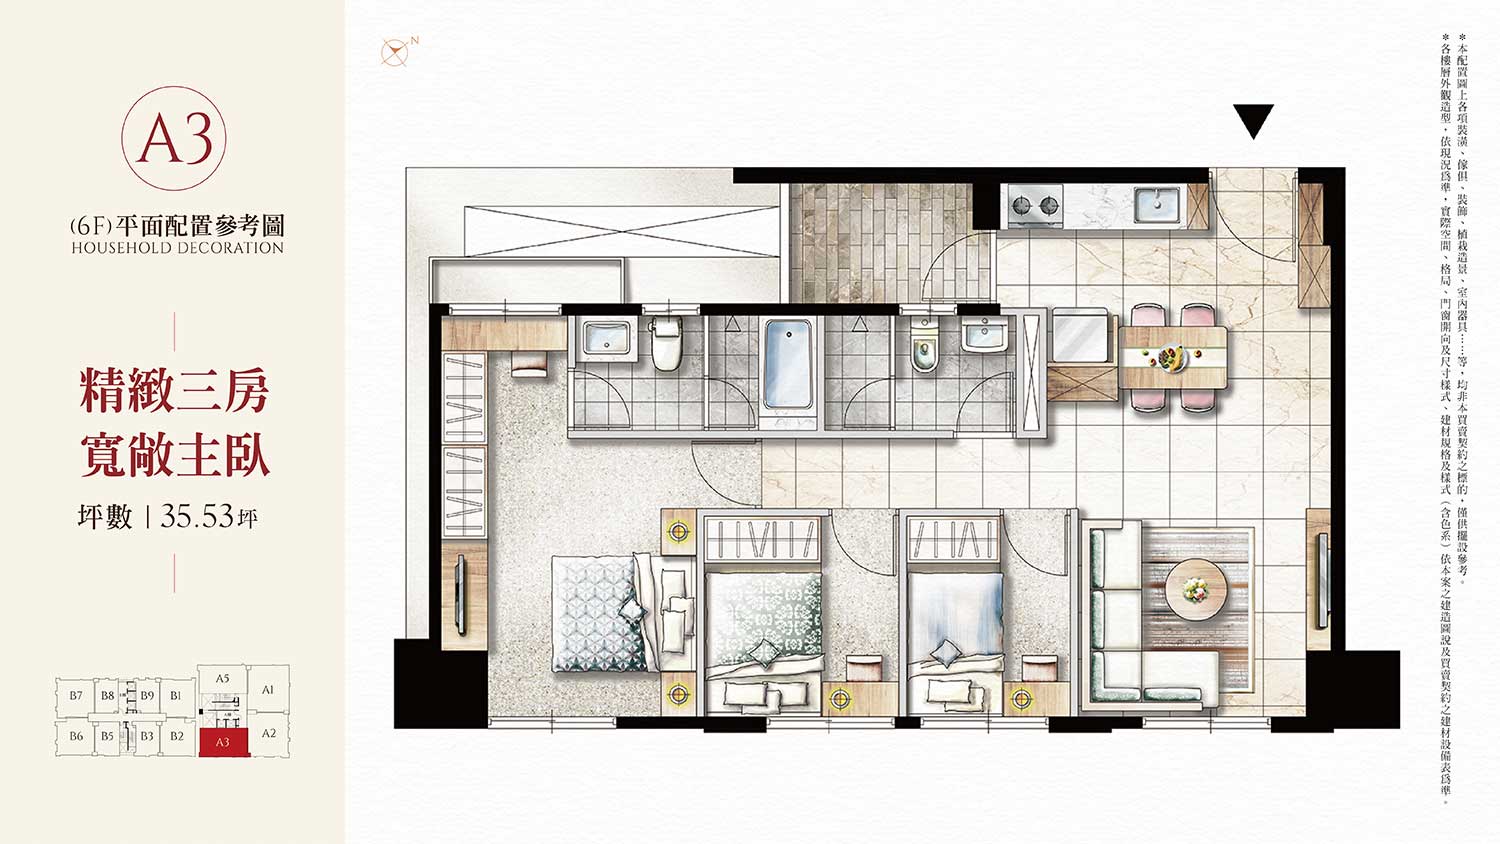 A3
(6F)平面配置參考圖
HOUSEHOLD DECORATION
精緻三房
寬敞主臥
坪數 | 35.53坪
A5
B7
B8
B9
B1
A1
B6
B5
B3
B2
A3
A2
N
＊本配置圖上各項裝潢、傢俱、裝飾、植栽造景、室內器具……等，均非本買賣契約之標的，僅供擺設參考。
＊各樓層外觀造型，依現況為準，實際空間、格局、門窗開向及尺寸樣式、建材規格及樣式（含色系）依本案之建造圖說及買賣契約之建材設備表為準。